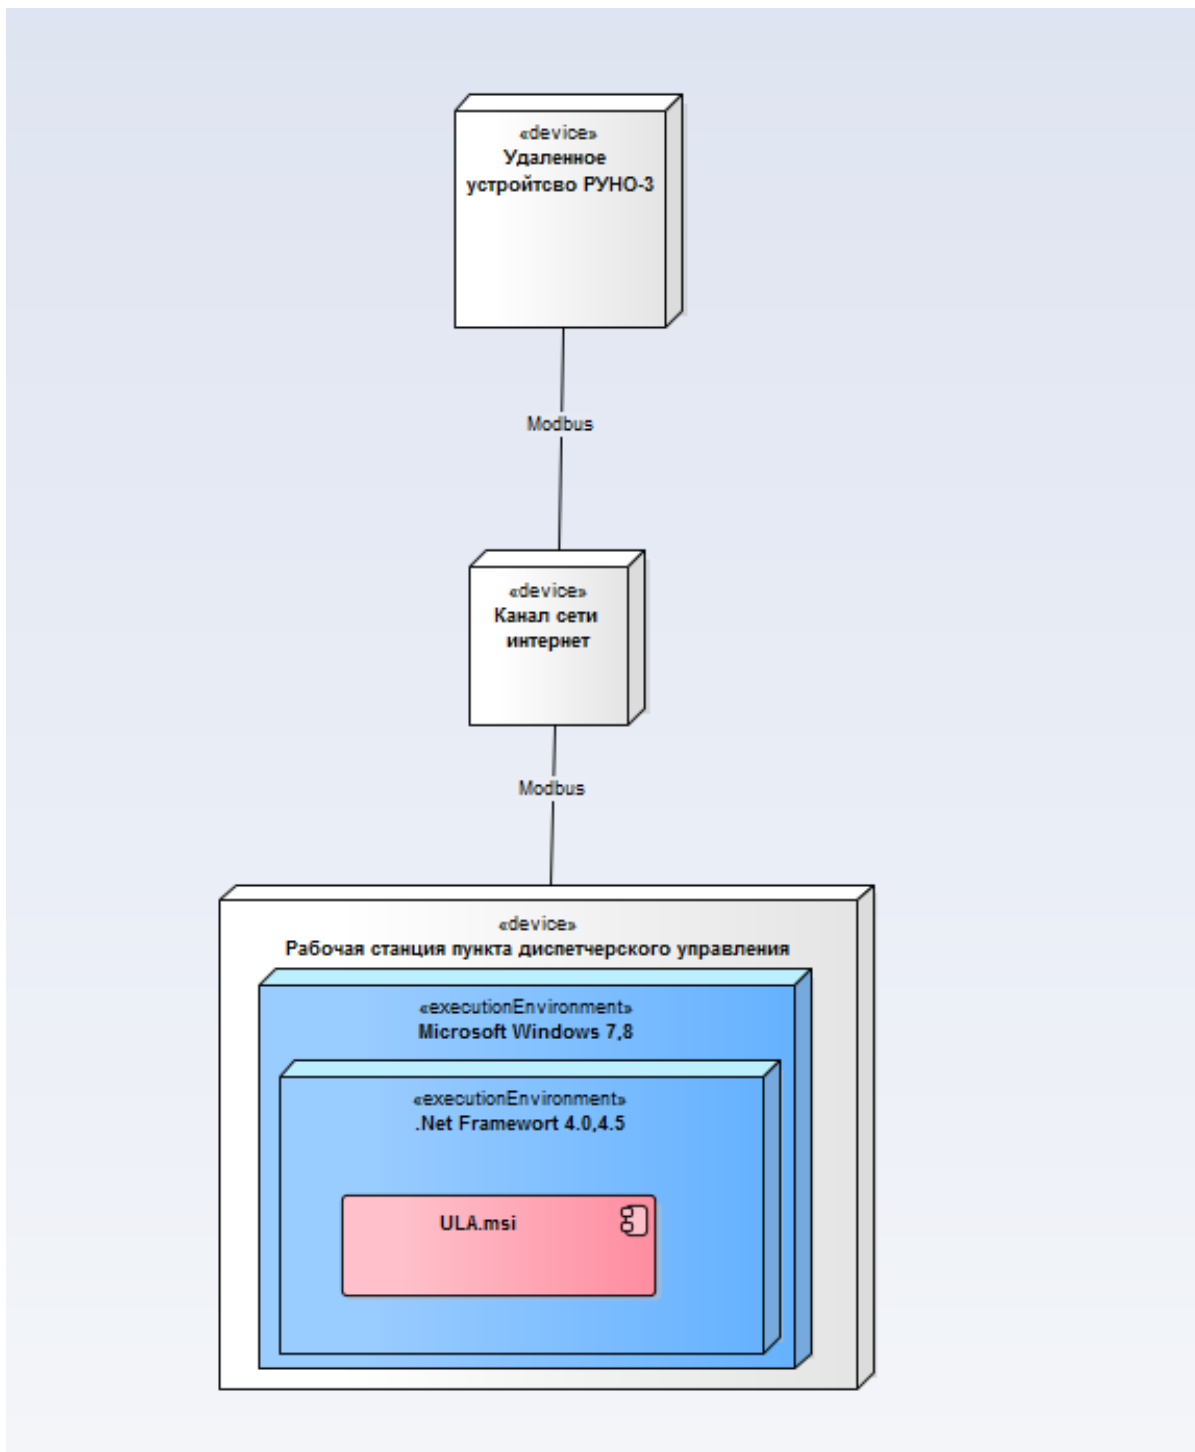 «device»
Удаленное
устройтсво РУНО-3
Modbus
«device»
Канал сети
интернет
Modbus
«device»
Рабочая станция пункта диспетчерского управления
«executionEnvironment»
Microsoft Windows 7,8
«executionEnvironment»
.Net Framewort 4.0,4.5
ULA.msi